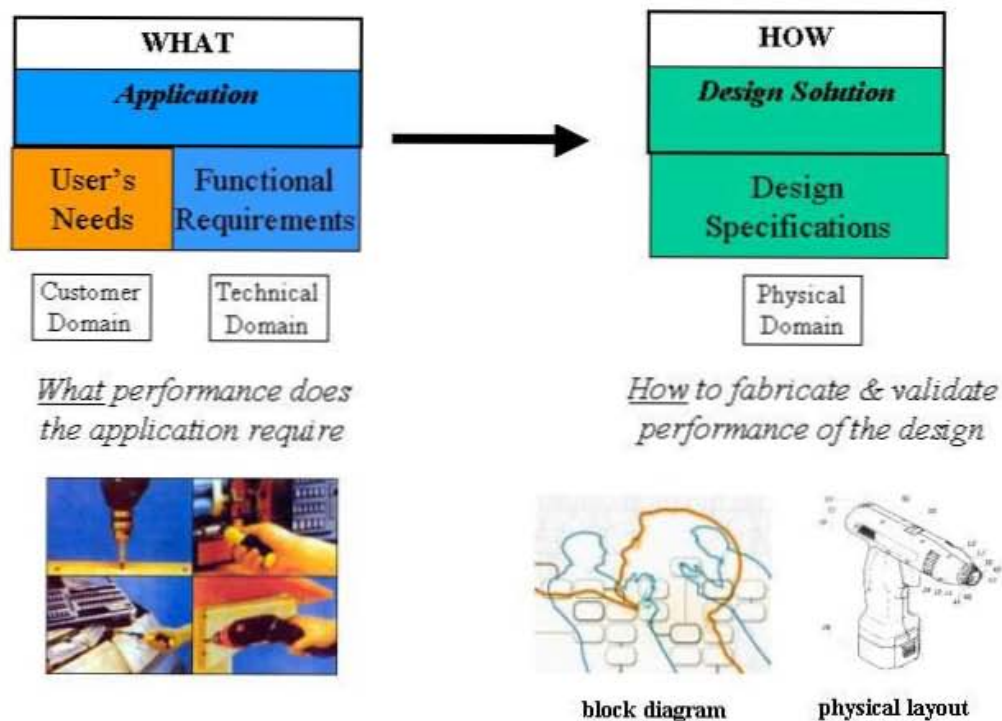 WHAT
Application
User's
Needs
Functional
Requirements
Customer
Domain
Technical
Domain
What performance does
the application require
HOW
Design Solution
Design
Specifications
Physical
Domain
How to fabricate & validate
performance of the design
block diagram
physical layout